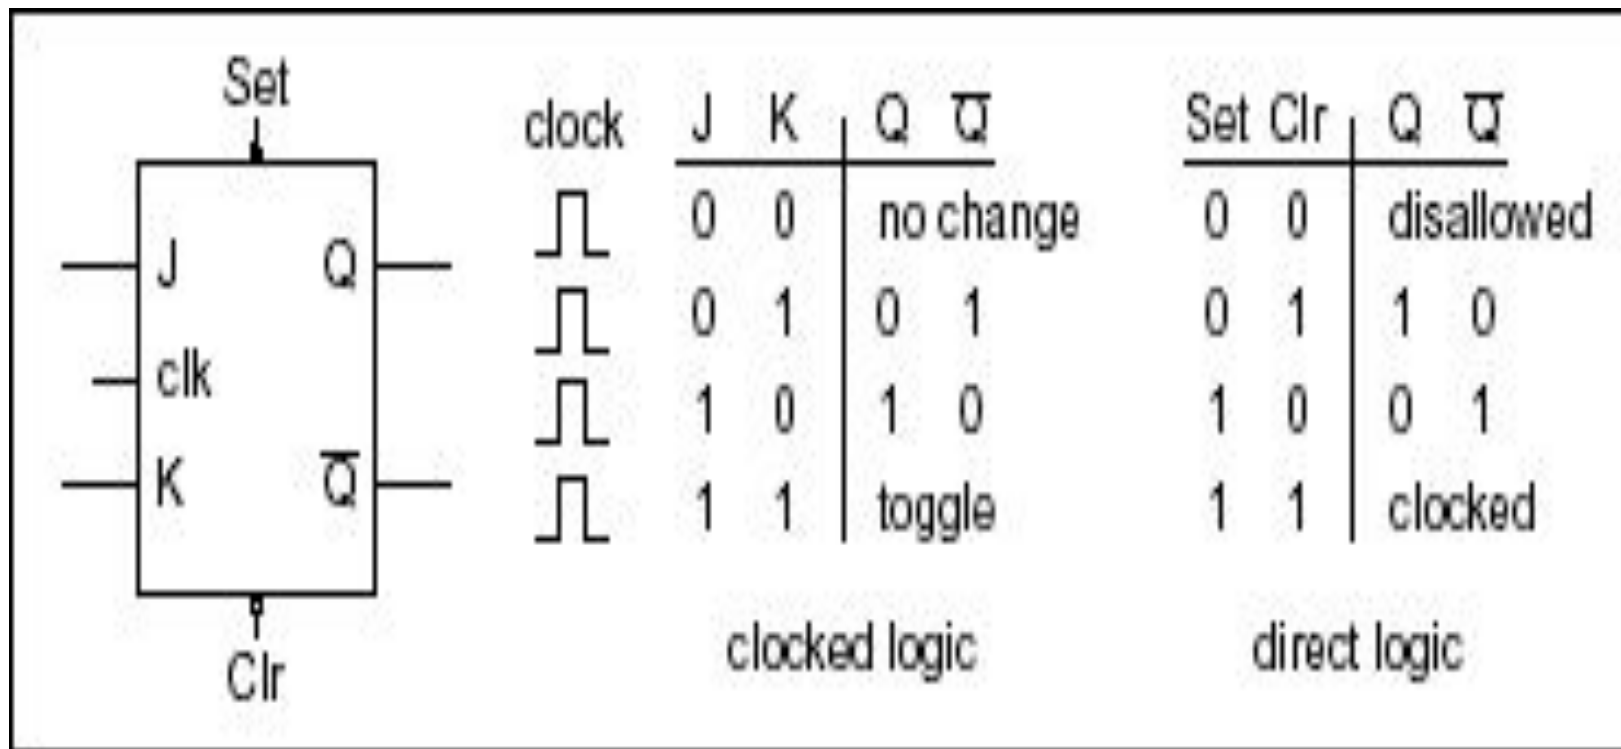 Set
J Q
clk
K Q̅
Clr
clock J K Q Q̅
0 0 no change
0 1 0 1
1 0 1 0
1 1 toggle
clocked logic
Set Clr Q Q̅
0 0 disallowed
0 1 1 0
1 0 0 1
1 1 clocked
direct logic